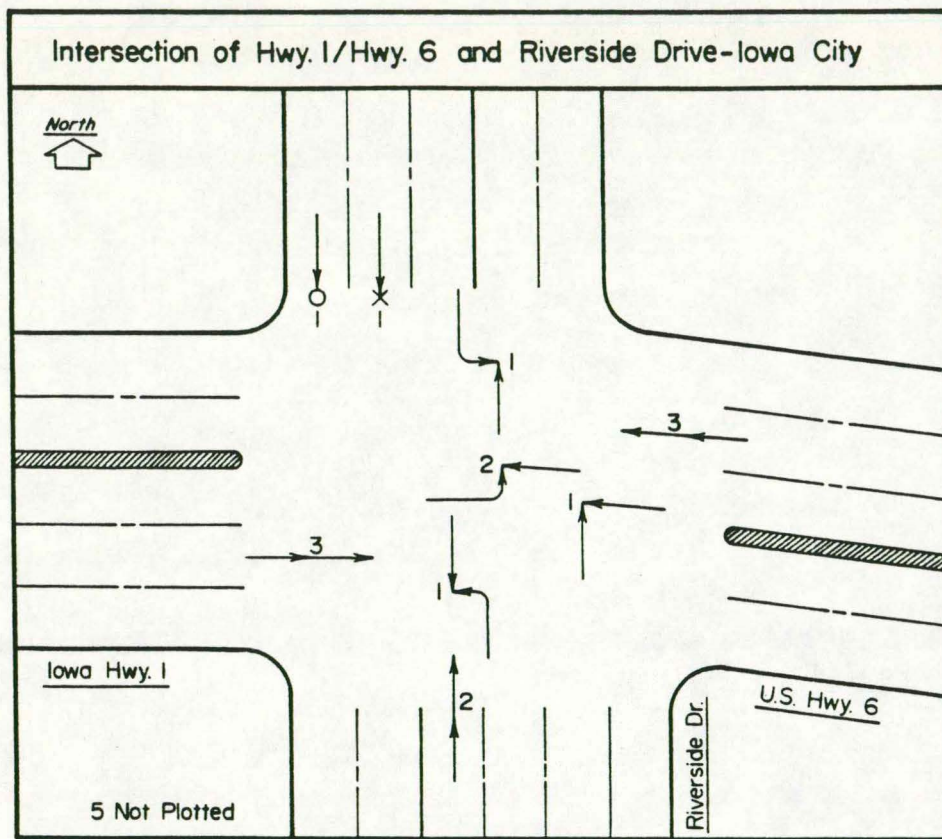 Intersection of Hwy. 1/Hwy. 6 and Riverside Drive-Iowa City
North
1
3
2
1
3
1
Iowa Hwy. 1
2
U.S. Hwy. 6
Riverside Dr.
5 Not Plotted